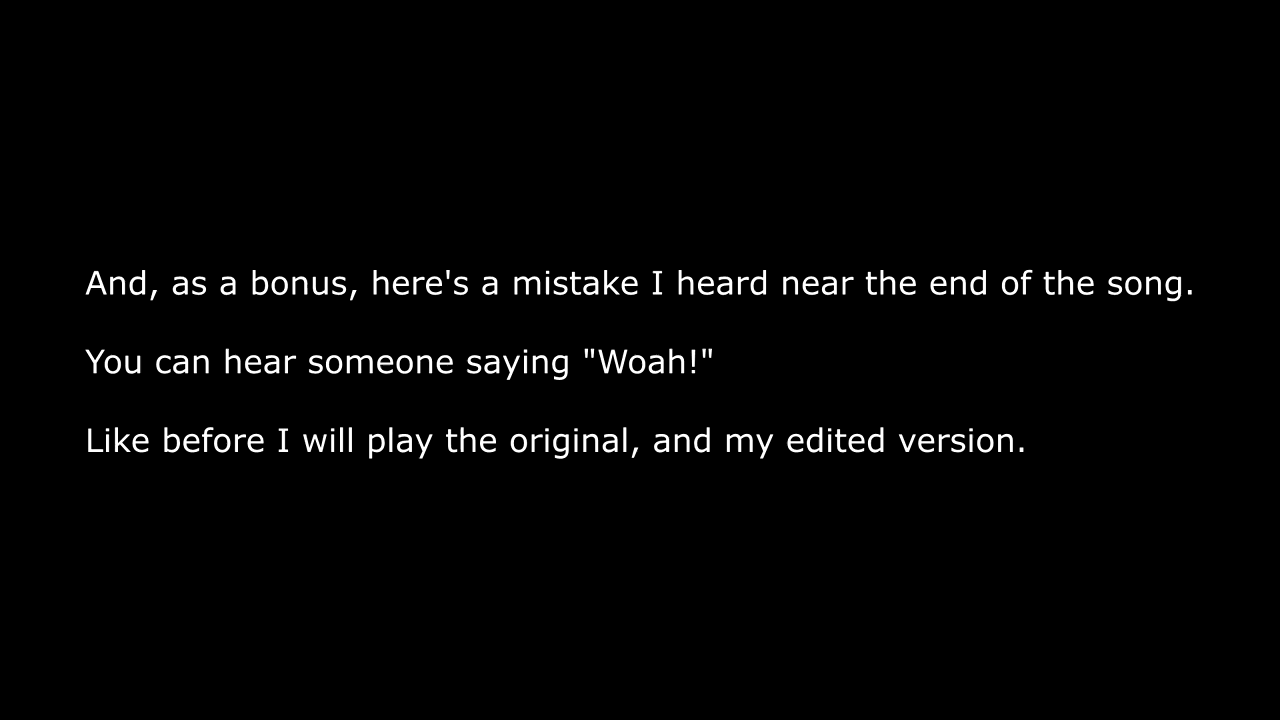 And, as a bonus, here's a mistake I heard near the end of the song.
You can hear someone saying "Woah!"
Like before I will play the original, and my edited version.